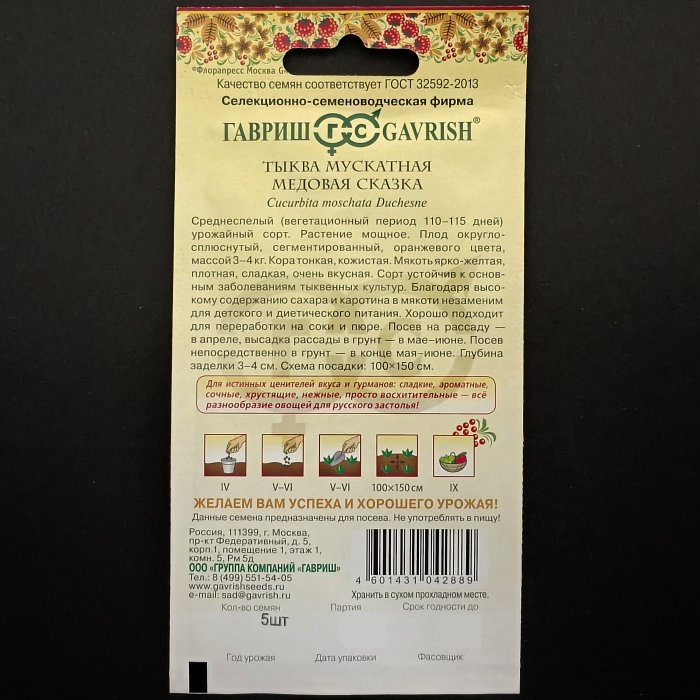 ©Флорапресс Москва
Качество семян соответствует ГОСТ 32592-2013
Селекционно-семеноводческая фирма
ГАВРИШ ГС GAVRISH®
ТЫКВА МУСКАТНАЯ
МЕДОВАЯ СКАЗКА
Cucurbita moschata Duchesne
Среднеспелый (вегетационный период 110–115 дней)
урожайный сорт. Растение мощное. Плод округло-
сплюснутый, сегментированный, оранжевого цвета,
массой 3–4 кг. Кора тонкая, кожистая. Мякоть ярко-желтая,
плотная, сладкая, очень вкусная. Сорт устойчив к основ-
ным заболеваниям тыквенных культур. Благодаря высо-
кому содержанию сахара и каротина в мякоти незаменим
для детского и диетического питания. Хорошо подходит
для переработки на соки и пюре. Посев на рассаду —
в апреле, высадка рассады в грунт — в мае–июне. Посев
непосредственно в грунт — в конце мая–июне. Глубина
заделки 3–4 см. Схема посадки: 100×150 см.
Для истинных ценителей вкуса и гурманов: сладкие, ароматные,
сочные, хрустящие, нежные, просто восхитительные — всё
разнообразие овощей для русского застолья!
IV V–VI V–VI 100×150 см IX
ЖЕЛАЕМ ВАМ УСПЕХА И ХОРОШЕГО УРОЖАЯ!
Данные семена предназначены для посева. Не употреблять в пищу!
Россия, 111399, г. Москва,
пр-кт Федеративный, д. 5,
корп.1, помещение 1, этаж 1,
комн. 5, Рм 5д
ООО «ГРУППА КОМПАНИЙ «ГАВРИШ»
Тел.: 8 (499) 551-54-05
www.gavrishseeds.ru
e-mail: sad@gavrish.ru
4 601431 042889
Хранить в сухом прохладном месте.
Кол-во семян Партия Срок годности до
5шт
Год урожая Дата упаковки Фасовщик